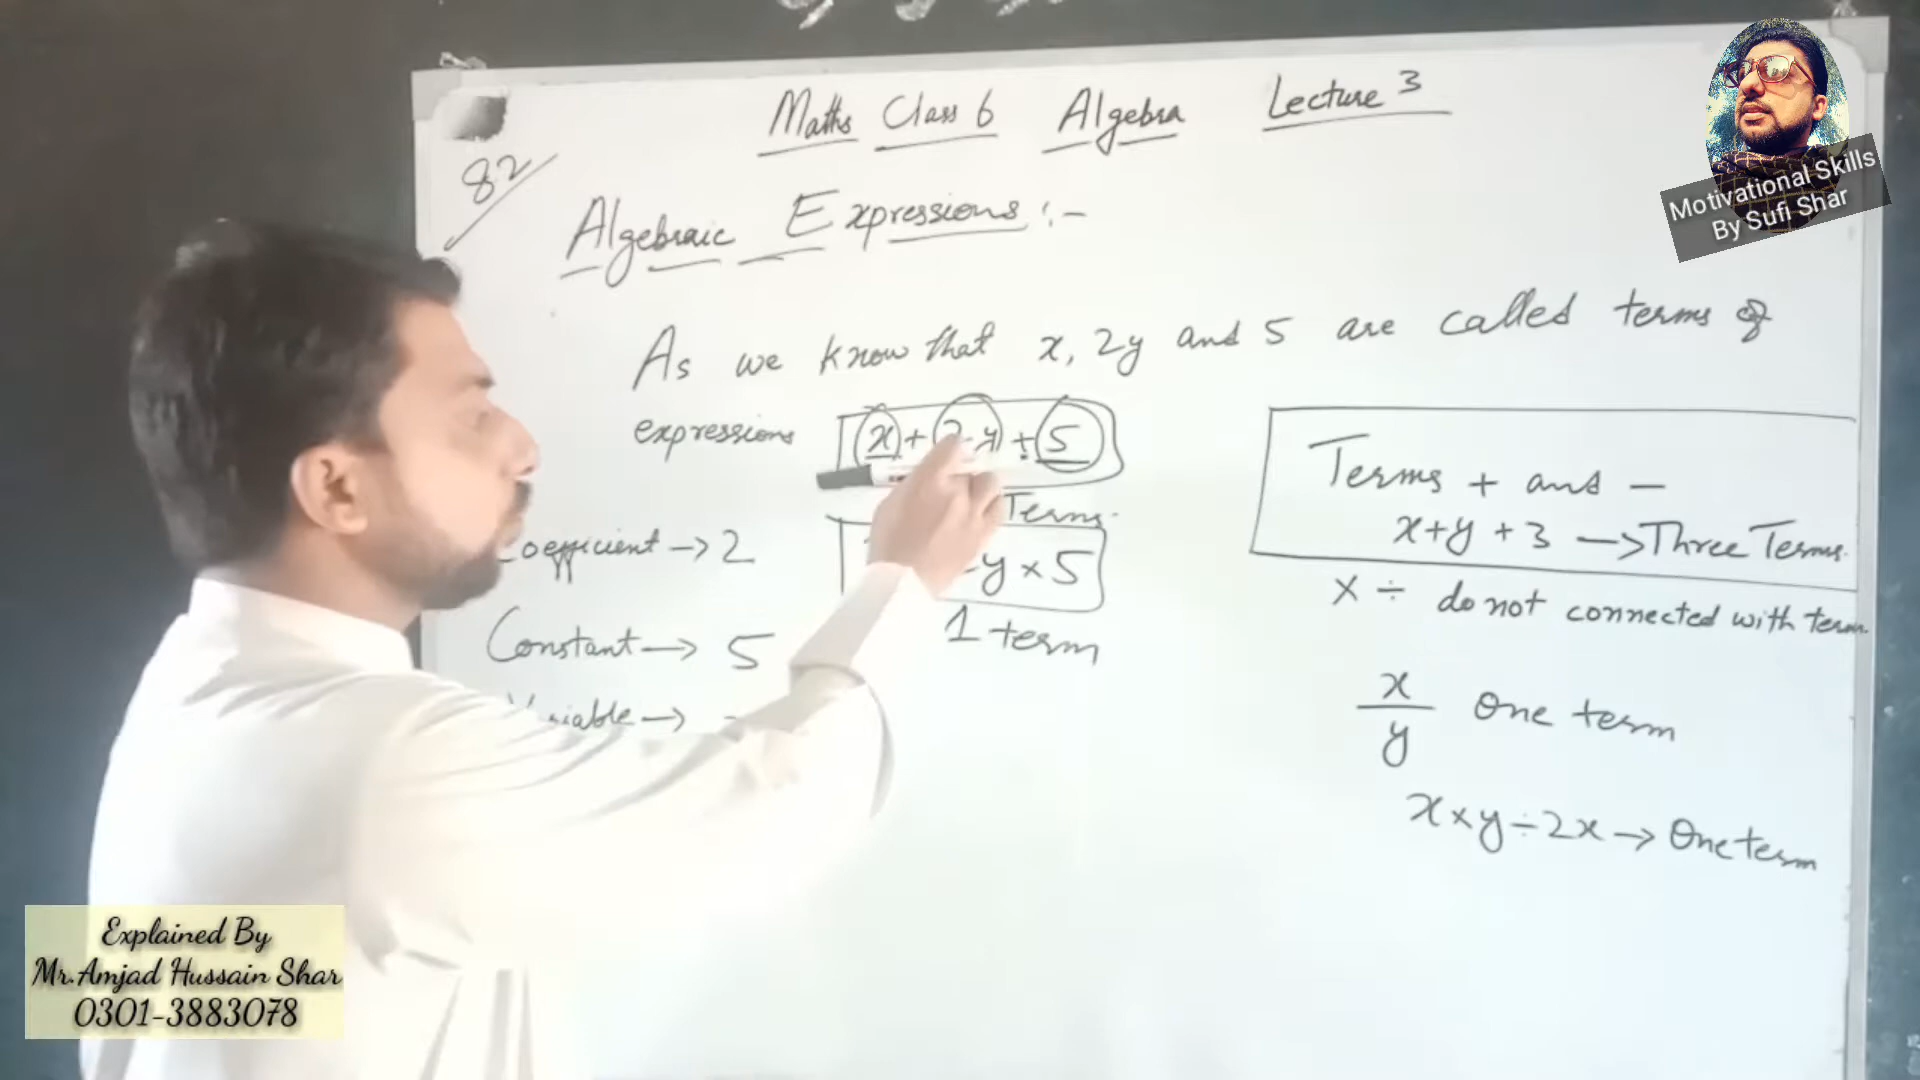 Maths Class 6 Algebra Lecture 3
82
Algebraic Expressions :-
As we know that x, 2y and 5 are called terms of
expressions x + 2y + 5
Terms
Coefficient → 2
y × 5
1 term
Constant → 5
Variable →
Terms + and -
x+y+3 → Three Terms.
× ÷ do not connected with term.
x/y One term
x×y÷2x → One term
Motivational Skills
By Sufi Shar
Explained By
Mr.Amjad Hussain Shar
0301-3883078